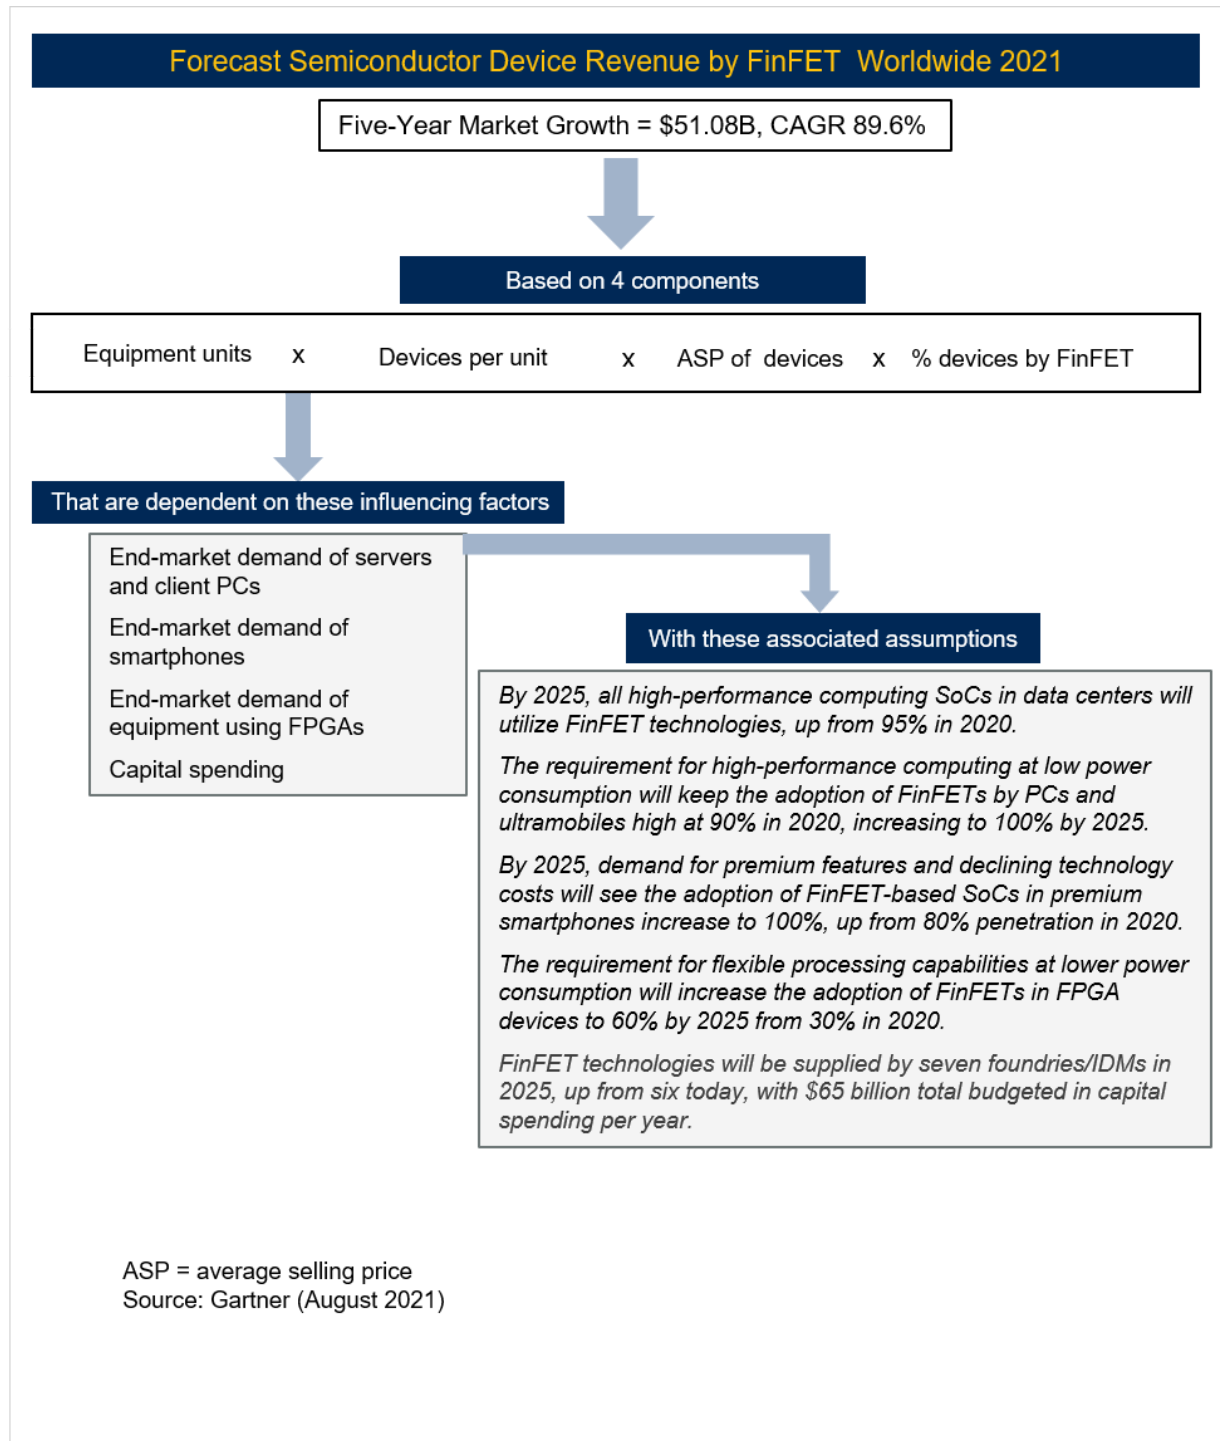 Forecast Semiconductor Device Revenue by FinFET Worldwide 2021
Five-Year Market Growth = $51.08B, CAGR 89.6%
Based on 4 components
Equipment units x Devices per unit x ASP of devices x % devices by FinFET
That are dependent on these influencing factors
End-market demand of servers
and client PCs
End-market demand of
smartphones
End-market demand of
equipment using FPGAs
Capital spending
With these associated assumptions
By 2025, all high-performance computing SoCs in data centers will
utilize FinFET technologies, up from 95% in 2020.
The requirement for high-performance computing at low power
consumption will keep the adoption of FinFETs by PCs and
ultramobiles high at 90% in 2020, increasing to 100% by 2025.
By 2025, demand for premium features and declining technology
costs will see the adoption of FinFET-based SoCs in premium
smartphones increase to 100%, up from 80% penetration in 2020.
The requirement for flexible processing capabilities at lower power
consumption will increase the adoption of FinFETs in FPGA
devices to 60% by 2025 from 30% in 2020.
FinFET technologies will be supplied by seven foundries/IDMs in
2025, up from six today, with $65 billion total budgeted in capital
spending per year.
ASP = average selling price
Source: Gartner (August 2021)